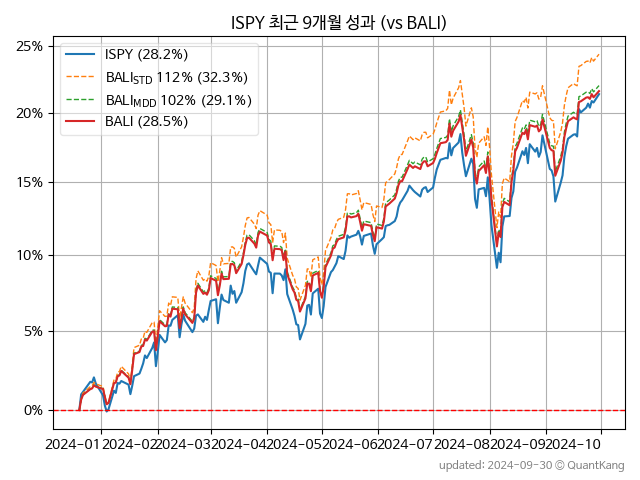 ISPY 최근 9개월 성과 (vs BALI)
ISPY (28.2%)
BALI_STD 112% (32.3%)
BALI_MDD 102% (29.1%)
BALI (28.5%)
25%
20%
15%
10%
5%
0%
2024-01 2024-02 2024-03 2024-04 2024-05 2024-06 2024-07 2024-08 2024-09 2024-10
updated: 2024-09-30 © QuantKang